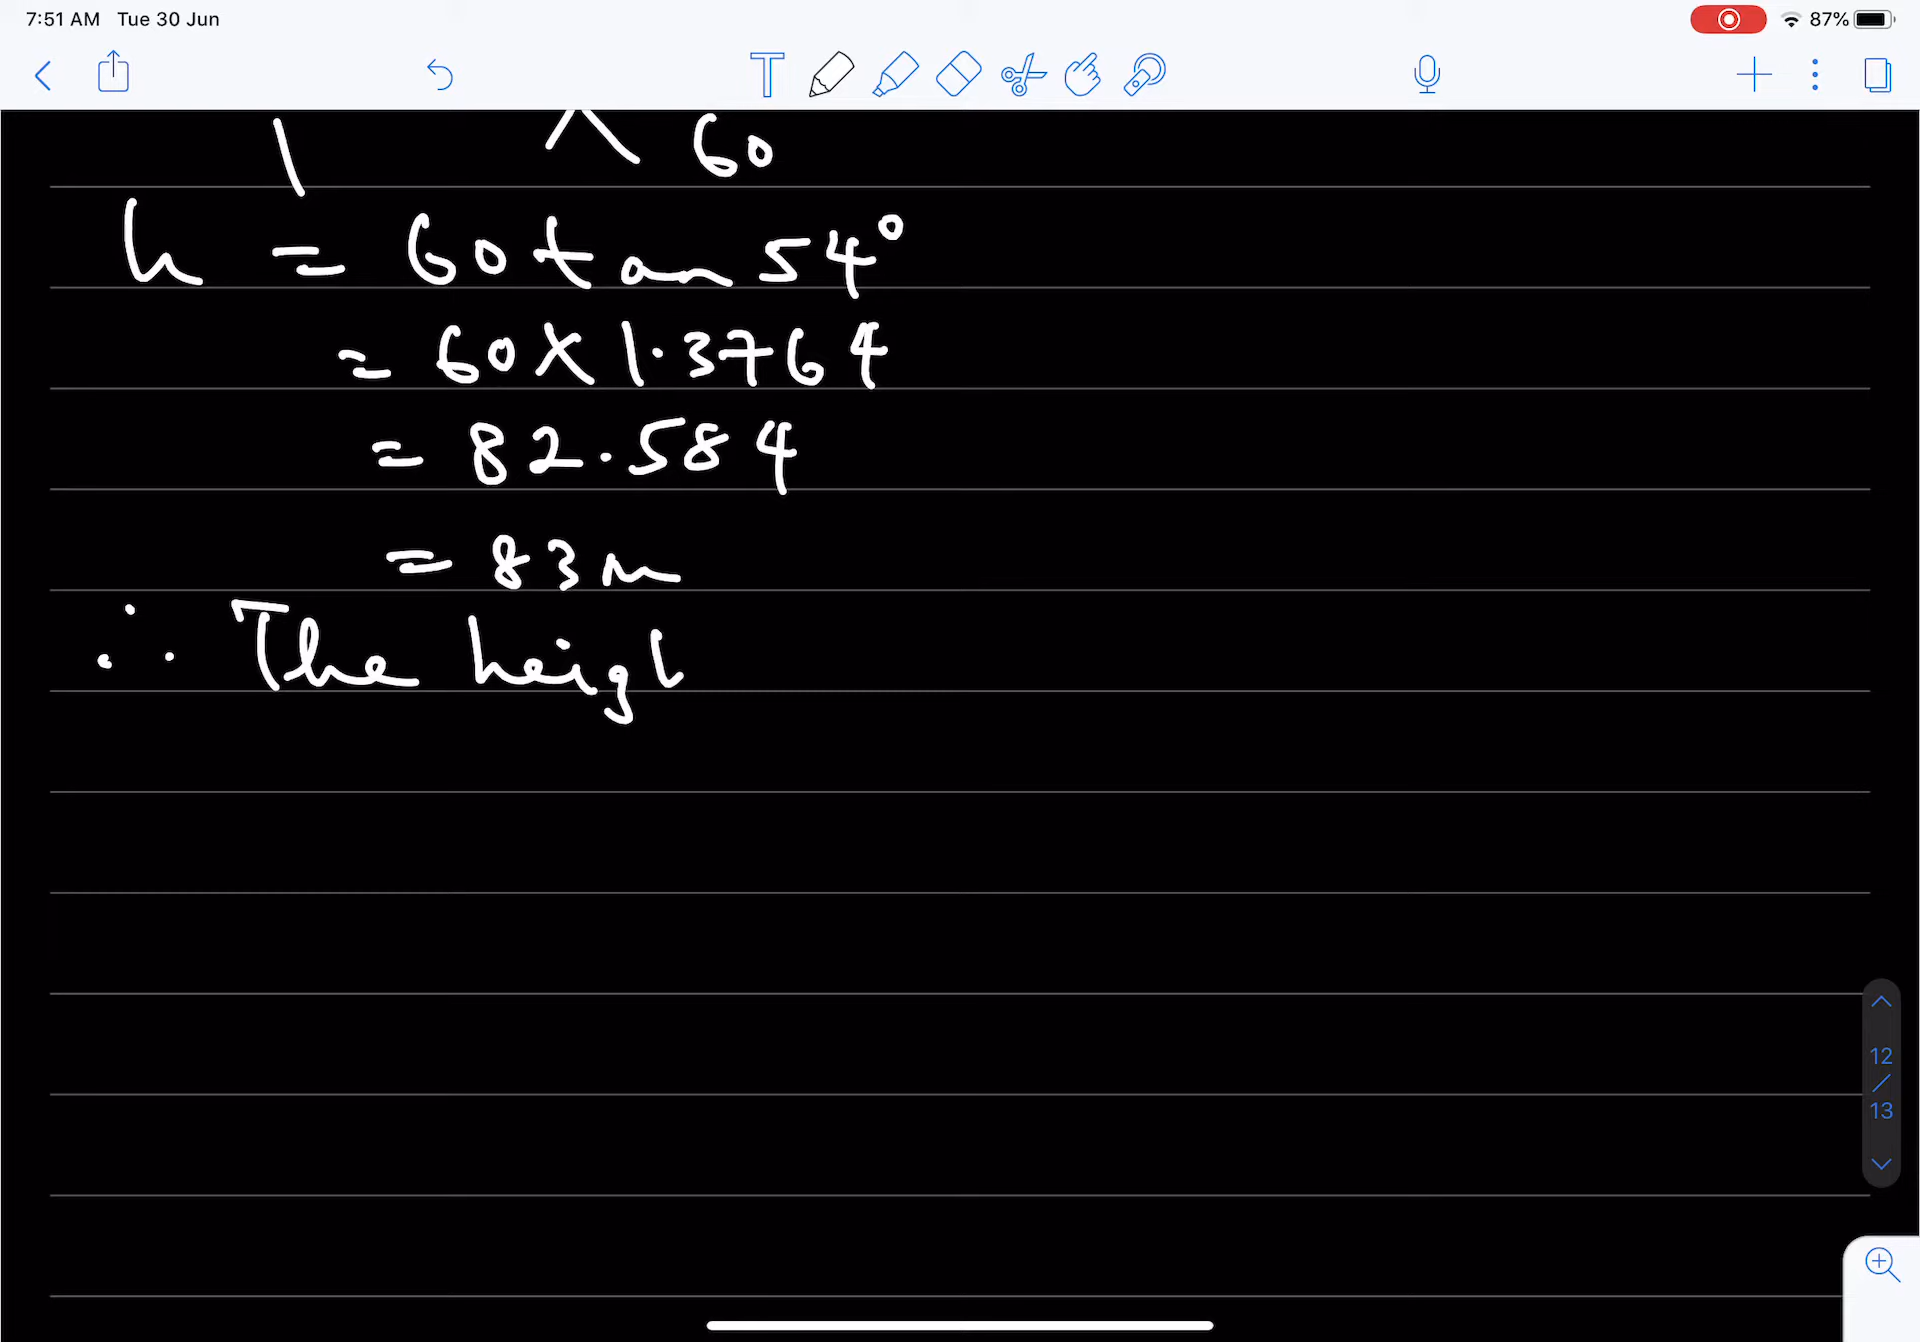 7:51 AM Tue 30 Jun 87%
60
h = 60 tan 54°
= 60 X 1.3764
= 82.584
= 83m
∴ The heigh
12
/
13